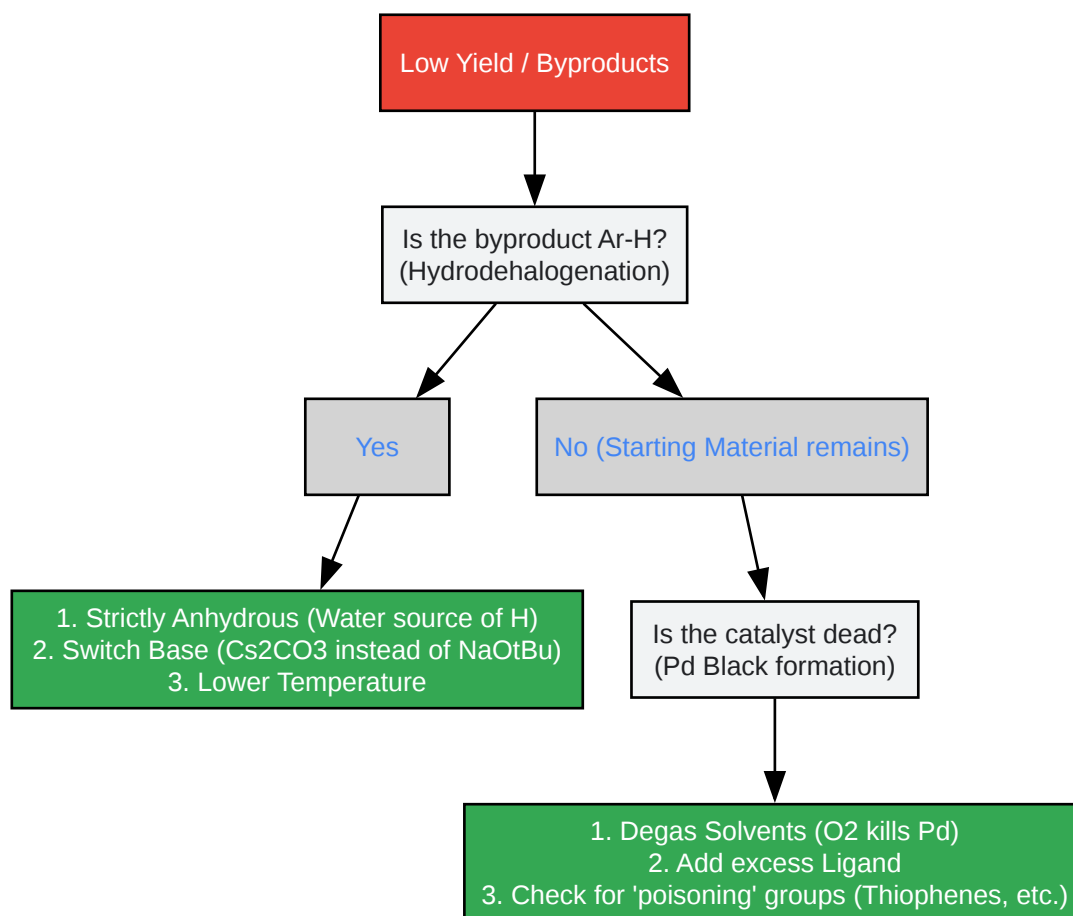 Low Yield / Byproducts
Is the byproduct Ar-H?
(Hydrodehalogenation)
Yes
No (Starting Material remains)
1. Strictly Anhydrous (Water source of H)
2. Switch Base (Cs2CO3 instead of NaOtBu)
3. Lower Temperature
Is the catalyst dead?
(Pd Black formation)
1. Degas Solvents (O2 kills Pd)
2. Add excess Ligand
3. Check for 'poisoning' groups (Thiophenes, etc.)